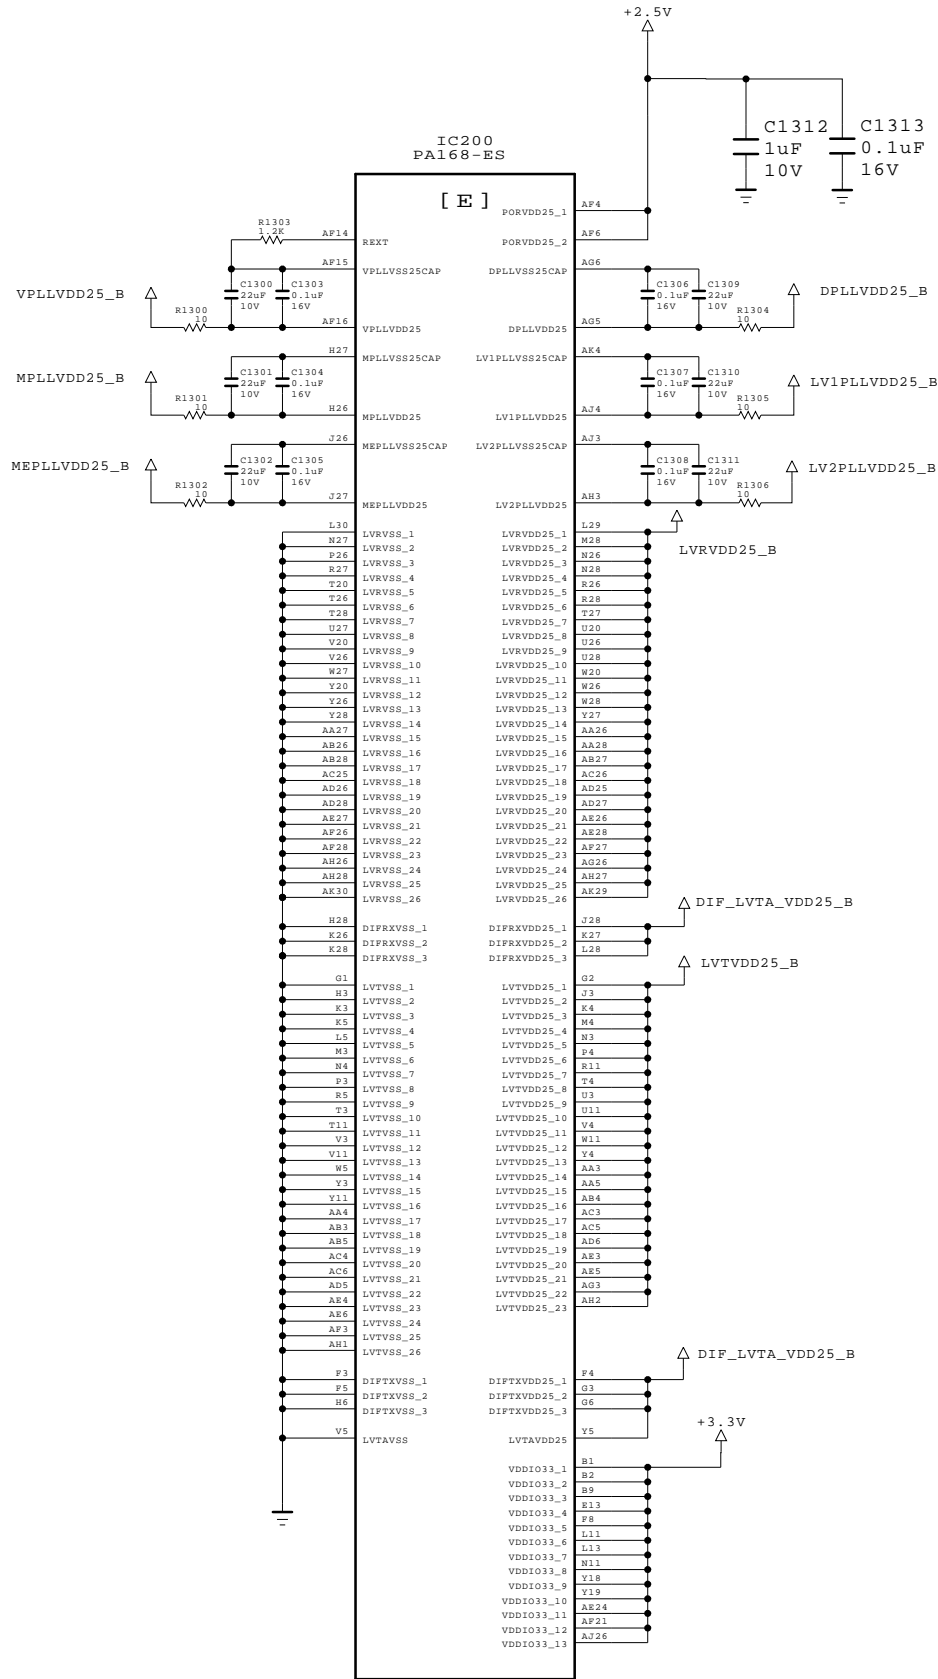 +2.5V
C1312
1uF
10V
C1313
0.1uF
16V
IC200
PA168-ES
[E]
PORVDD25_1
AF4
R1303
1.2K
AF14
REXT
PORVDD25_2
AF6
AF15
VPLLVSS25CAP
DPLLVSS25CAP
AG6
VPLLVDD25_B
C1300
22uF
10V
C1303
0.1uF
16V
C1306
0.1uF
16V
C1309
22uF
10V
DPLLVDD25_B
R1300
10
AF16
VPLLVDD25
DPLLVDD25
AG5
R1304
10
H27
MPLLVSS25CAP
LV1PLLVSS25CAP
AK4
MPLLVDD25_B
C1301
22uF
10V
C1304
0.1uF
16V
C1307
0.1uF
16V
C1310
22uF
10V
LV1PLLVDD25_B
R1301
10
H26
MPLLVDD25
LV1PLLVDD25
AJ4
R1305
10
J26
MEPLLVSS25CAP
LV2PLLVSS25CAP
AJ3
MEPLLVDD25_B
C1302
22uF
10V
C1305
0.1uF
16V
C1308
0.1uF
16V
C1311
22uF
10V
LV2PLLVDD25_B
R1302
10
J27
MEPLLVDD25
LV2PLLVDD25
AH3
R1306
10
LVRVDD25_B
L30 LVRVSS_1 LVRVDD25_1 L29
N27 LVRVSS_2 LVRVDD25_2 M28
P26 LVRVSS_3 LVRVDD25_3 N26
R27 LVRVSS_4 LVRVDD25_4 N28
T20 LVRVSS_5 LVRVDD25_5 R26
T26 LVRVSS_6 LVRVDD25_6 R28
T28 LVRVSS_7 LVRVDD25_7 T27
U27 LVRVSS_8 LVRVDD25_8 U20
V20 LVRVSS_9 LVRVDD25_9 U26
V26 LVRVSS_10 LVRVDD25_10 U28
W27 LVRVSS_11 LVRVDD25_11 W20
Y20 LVRVSS_12 LVRVDD25_12 W26
Y26 LVRVSS_13 LVRVDD25_13 W28
Y28 LVRVSS_14 LVRVDD25_14 Y27
AA27 LVRVSS_15 LVRVDD25_15 AA26
AB26 LVRVSS_16 LVRVDD25_16 AA28
AB28 LVRVSS_17 LVRVDD25_17 AB27
AC25 LVRVSS_18 LVRVDD25_18 AC26
AD26 LVRVSS_19 LVRVDD25_19 AD25
AD28 LVRVSS_20 LVRVDD25_20 AD27
AE27 LVRVSS_21 LVRVDD25_21 AE26
AF26 LVRVSS_22 LVRVDD25_22 AE28
AF28 LVRVSS_23 LVRVDD25_23 AF27
AH26 LVRVSS_24 LVRVDD25_24 AG26
AH28 LVRVSS_25 LVRVDD25_25 AH27
AK30 LVRVSS_26 LVRVDD25_26 AK29
DIF_LVTA_VDD25_B
H28 DIFRXVSS_1 DIFRXVDD25_1 J28
K26 DIFRXVSS_2 DIFRXVDD25_2 K27
K28 DIFRXVSS_3 DIFRXVDD25_3 L28
LVTVDD25_B
G1 LVTVSS_1 LVTVDD25_1 G2
H3 LVTVSS_2 LVTVDD25_2 J3
K3 LVTVSS_3 LVTVDD25_3 K4
K5 LVTVSS_4 LVTVDD25_4 M4
L5 LVTVSS_5 LVTVDD25_5 N3
M3 LVTVSS_6 LVTVDD25_6 P4
N4 LVTVSS_7 LVTVDD25_7 R11
P3 LVTVSS_8 LVTVDD25_8 T4
R5 LVTVSS_9 LVTVDD25_9 U3
T3 LVTVSS_10 LVTVDD25_10 U11
T11 LVTVSS_11 LVTVDD25_11 V4
V3 LVTVSS_12 LVTVDD25_12 W11
V11 LVTVSS_13 LVTVDD25_13 Y4
W5 LVTVSS_14 LVTVDD25_14 AA3
Y3 LVTVSS_15 LVTVDD25_15 AA5
Y11 LVTVSS_16 LVTVDD25_16 AB4
AA4 LVTVSS_17 LVTVDD25_17 AC3
AB3 LVTVSS_18 LVTVDD25_18 AC5
AB5 LVTVSS_19 LVTVDD25_19 AD6
AC4 LVTVSS_20 LVTVDD25_20 AE3
AC6 LVTVSS_21 LVTVDD25_21 AE5
AD5 LVTVSS_22 LVTVDD25_22 AG3
AE4 LVTVSS_23 LVTVDD25_23 AH2
AE6 LVTVSS_24
AF3 LVTVSS_25
AH1 LVTVSS_26
DIF_LVTA_VDD25_B
F3 DIFTXVSS_1 DIFTXVDD25_1 F4
F5 DIFTXVSS_2 DIFTXVDD25_2 G3
H6 DIFTXVSS_3 DIFTXVDD25_3 G6
+3.3V
V5 LVTAVSS LVTAVDD25 Y5
VDDIO33_1 B1
VDDIO33_2 B2
VDDIO33_3 B9
VDDIO33_4 E13
VDDIO33_5 F8
VDDIO33_6 L11
VDDIO33_7 L13
VDDIO33_8 N11
VDDIO33_9 Y18
VDDIO33_10 Y19
VDDIO33_11 AE24
VDDIO33_12 AF21
VDDIO33_13 AJ26